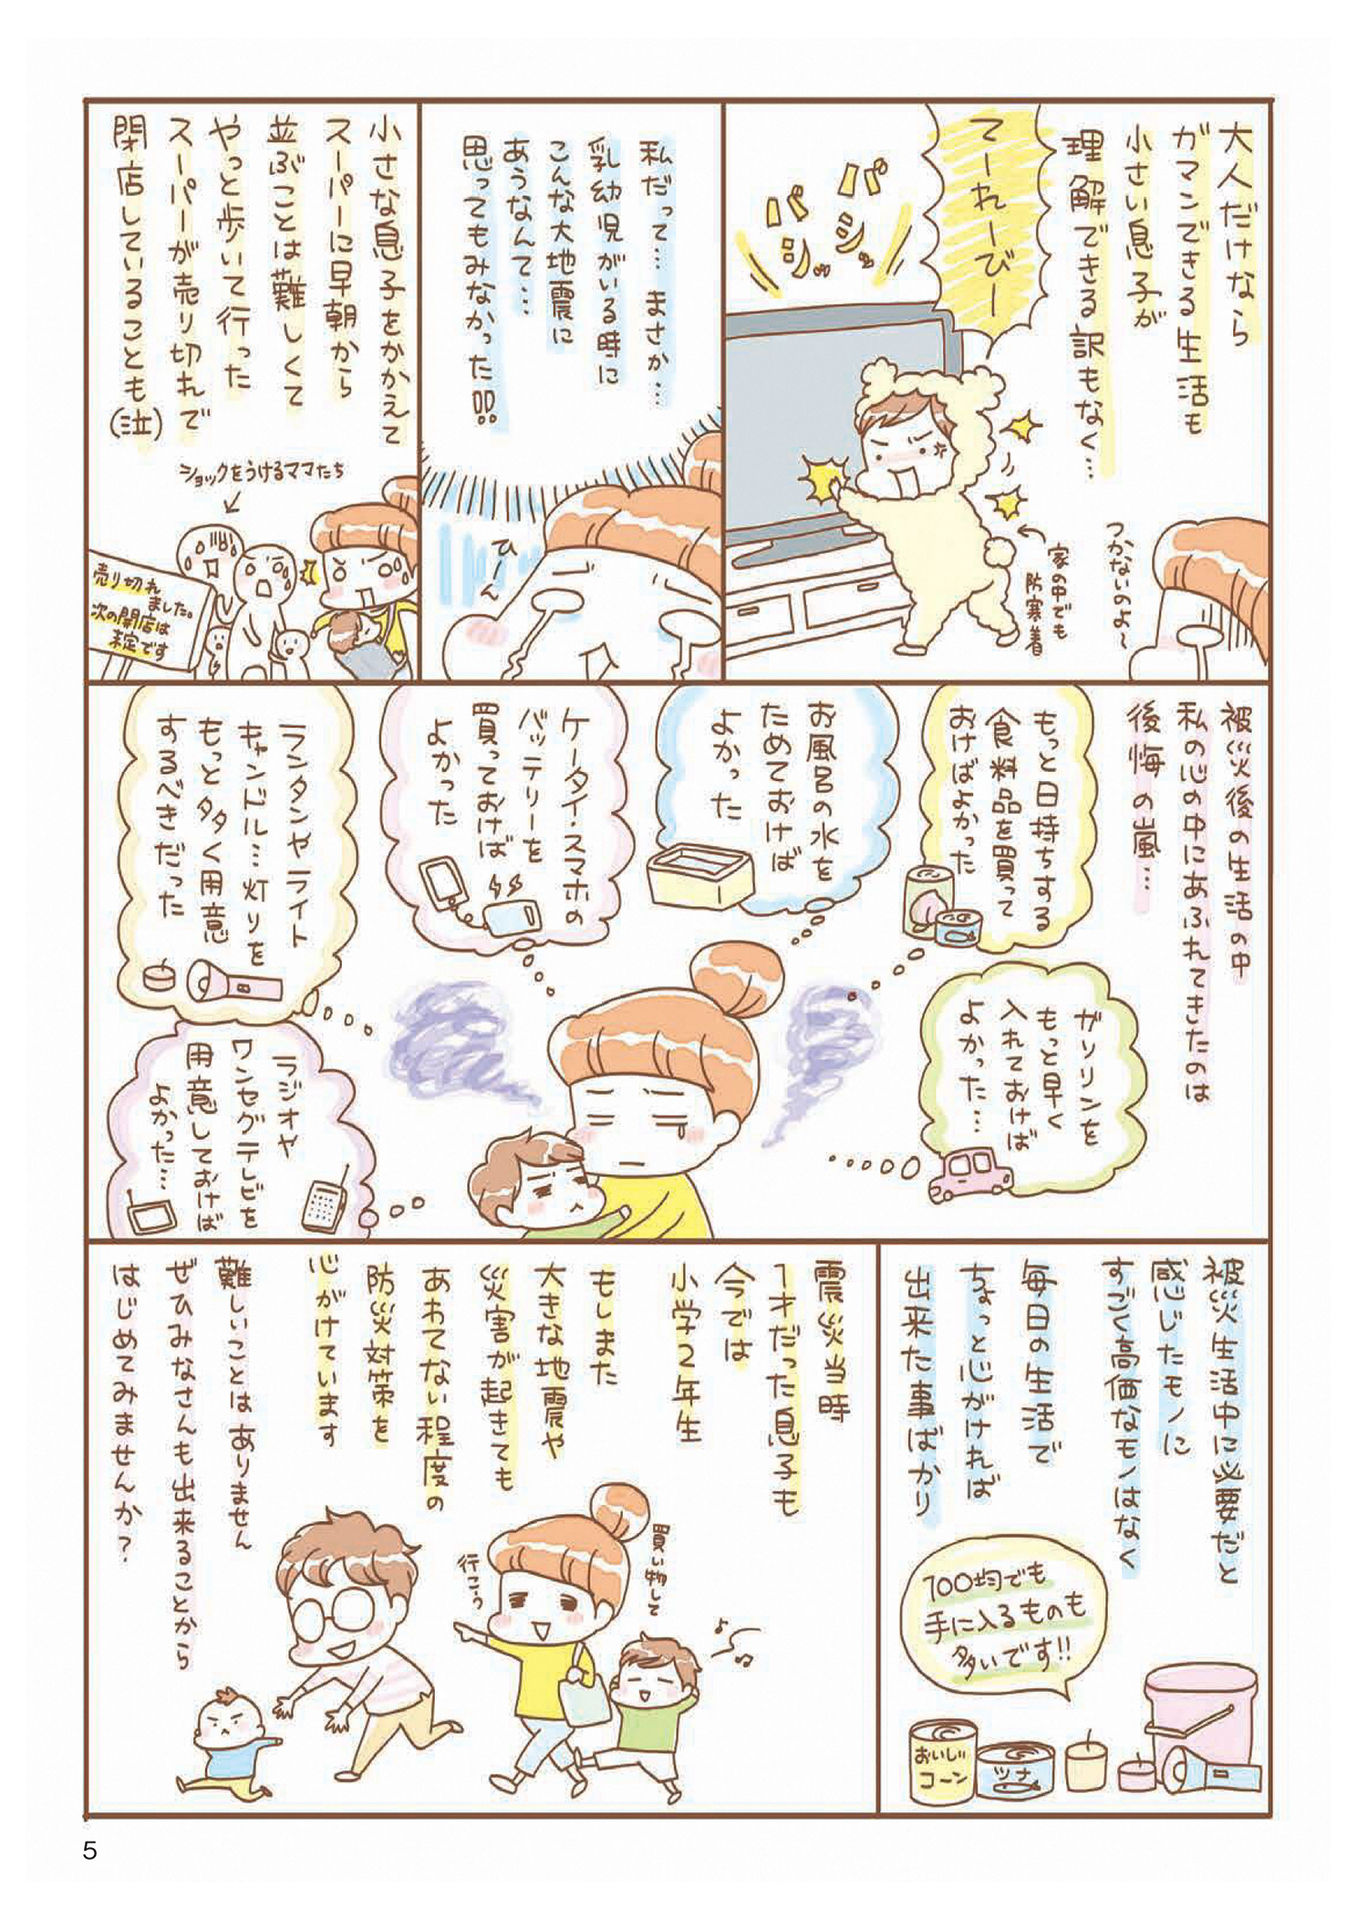 大人だけなら
ガマンできる生活も
小さい息子が
理解できる訳もなく…
てーれーびー
バシッ
バシッ
家の中でも
防寒着
つかないのよ〜
私だって…まさか…
乳幼児がいる時に
こんな大地震に
あうなんて…
思ってもみなかった!!
ひーん
小さな息子をかかえて
スーパーに早朝から
並ぶことは難しくて
やっと歩いて行った
スーパーが売り切れで
閉店していることも(泣)
ショックをうけるママたち
売り切れ
ました。
次の開店は
未定です
被災後の生活の中
私の心の中にあふれてきたのは
後悔の嵐…
もっと日持ちする
食料品を買って
おけばよかった
ガソリンを
もっと早く
入れておけば
よかった…
お風呂の水を
ためておけば
よかった
ケータイ・スマホの
バッテリーを
買っておけば
よかった
ランタンやライト
キャンドル…灯りを
もっと多く用意
するべきだった
ラジオや
ワンセグテレビを
用意しておけば
よかった…
被災生活中に必要だと
感じたモノに
すごく高価なモノはなく
毎日の生活で
ちょっと心がければ
出来た事ばかり
100均でも
手に入るものも
多いです!!
おいしい
コーン
ツナ
震災当時
1才だった息子も
今では
小学2年生
もしまた
大きな地震や
災害が起きても
あわてない程度の
防災対策を
心がけています
難しいことはありません
ぜひみなさんも出来ることから
はじめてみませんか？
買い物して
行こう
5